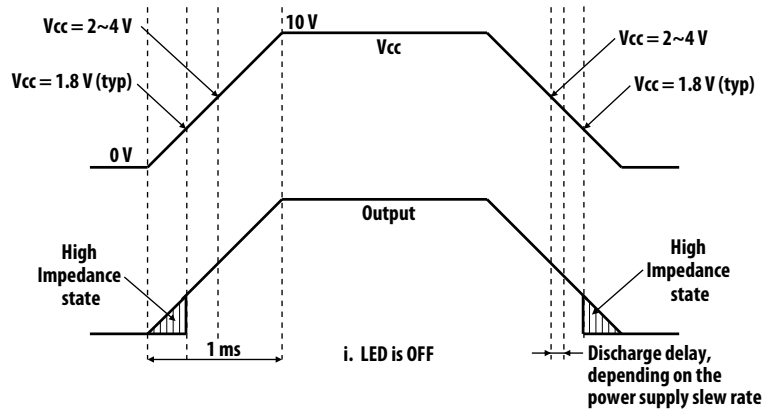 Vcc = 2~4 V
10 V
Vcc
Vcc = 2~4 V
Vcc = 1.8 V (typ)
Vcc = 1.8 V (typ)
0 V
Output
High
Impedance
state
High
Impedance
state
1 ms
i. LED is OFF
Discharge delay,
depending on the
power supply slew rate